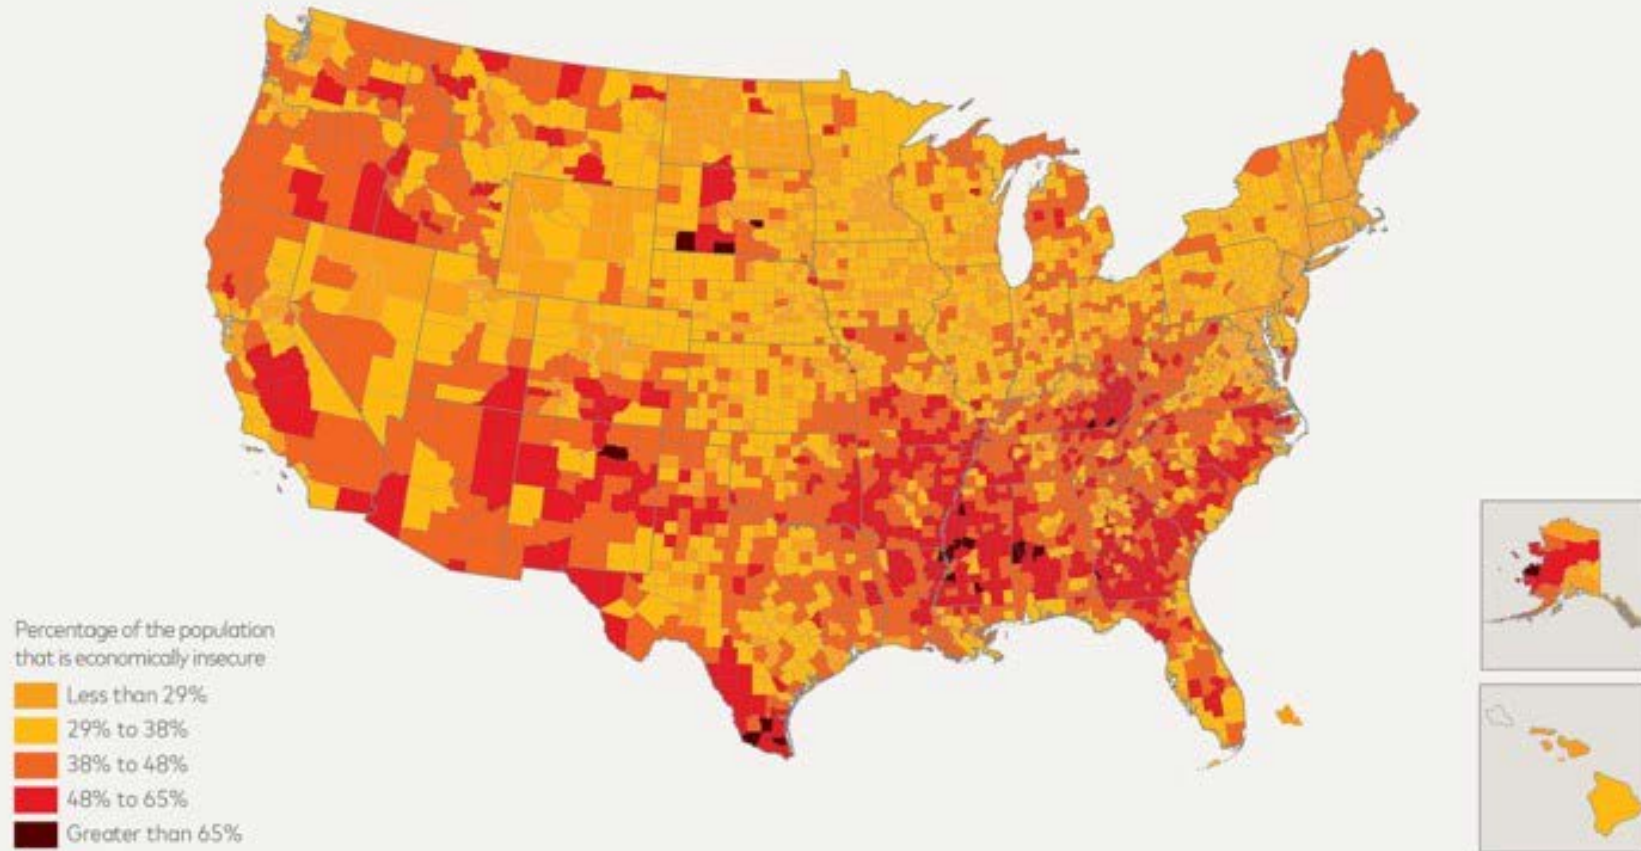 Percentage of the population
that is economically insecure
Less than 29%
29% to 38%
38% to 48%
48% to 65%
Greater than 65%